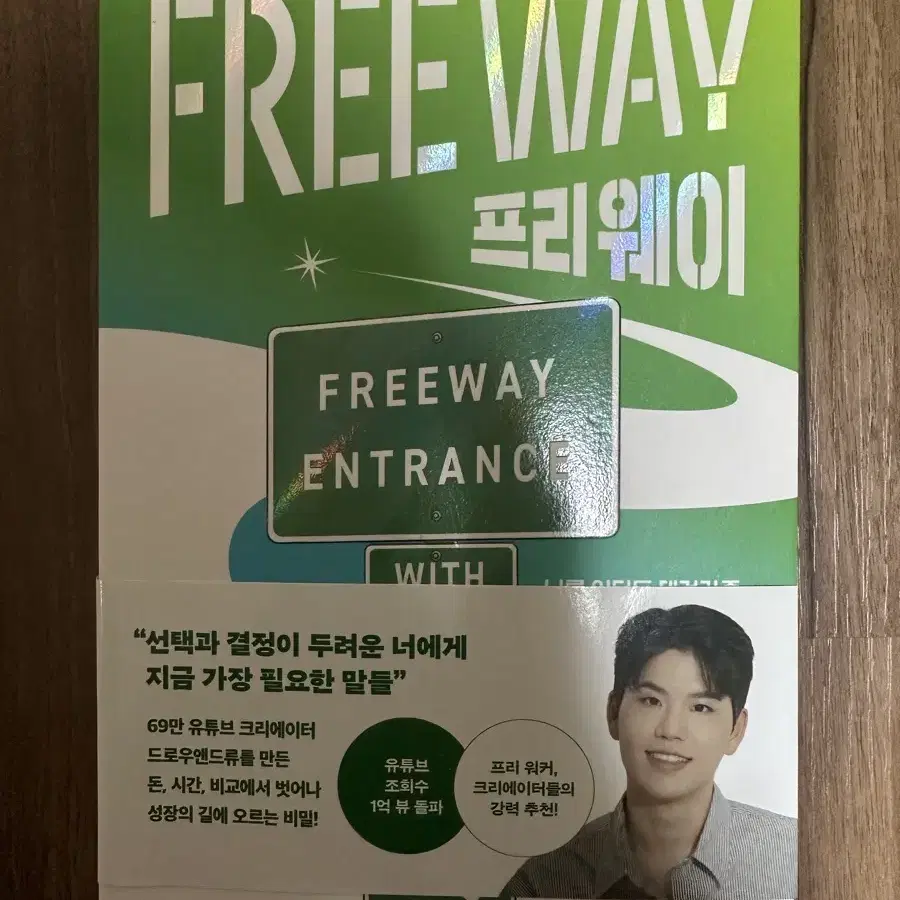 FREEWAY
프리웨이
FREEWAY
ENTRANCE
WITH
“선택과 결정이 두려운 너에게
지금 가장 필요한 말들”
69만 유튜브 크리에이터
드로우앤드류를 만든
돈, 시간, 비교에서 벗어나
성장의 길에 오르는 비밀!
유튜브
조회수
1억 뷰 돌파
프리 워커,
크리에이터들의
강력 추천!